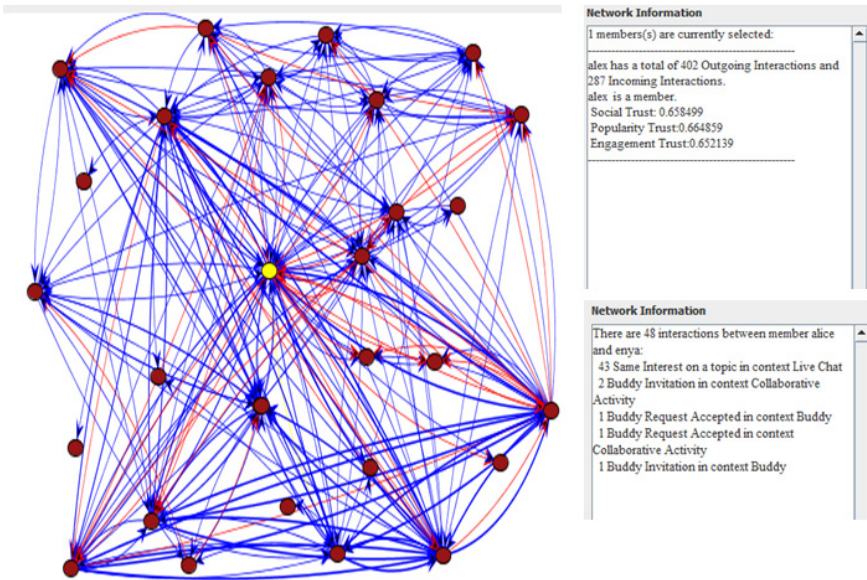 Network Information
1 members(s) are currently selected:
------------------------------------------------------------
alex has a total of 402 Outgoing Interactions and
287 Incoming Interactions.
alex is a member.
Social Trust: 0.658499
Popularity Trust:0.664859
Engagement Trust:0.652139
------------------------------------------------------------
Network Information
There are 48 interactions between member alice
and enya:
43 Same Interest on a topic in context Live Chat
2 Buddy Invitation in context Collaborative
Activity
1 Buddy Request Accepted in context Buddy
1 Buddy Request Accepted in context
Collaborative Activity
1 Buddy Invitation in context Buddy